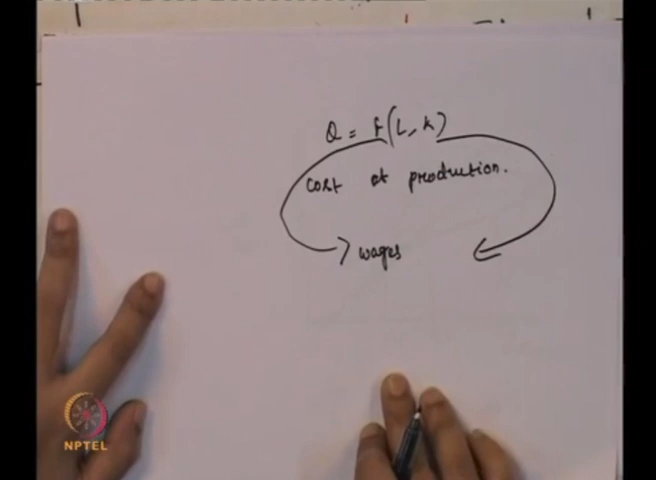 Q = f(L, K)
cost of production.
wages
NPTEL